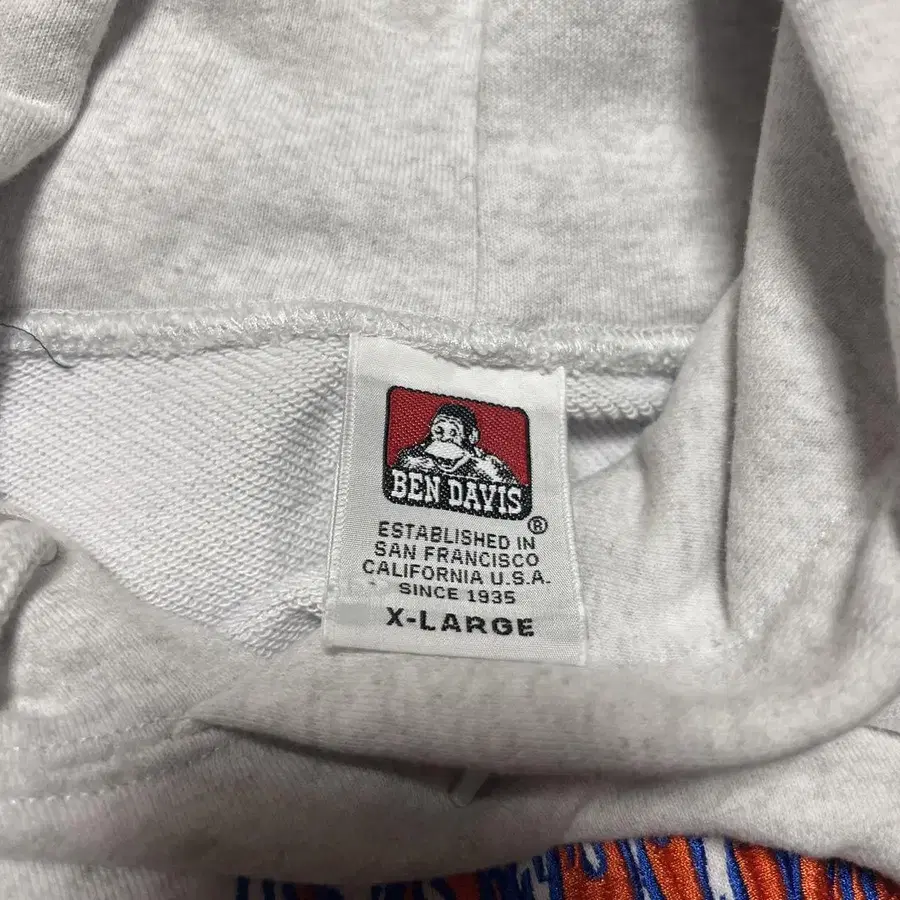 BEN DAVIS
®
ESTABLISHED IN
SAN FRANCISCO
CALIFORNIA U.S.A.
SINCE 1935
X-LARGE